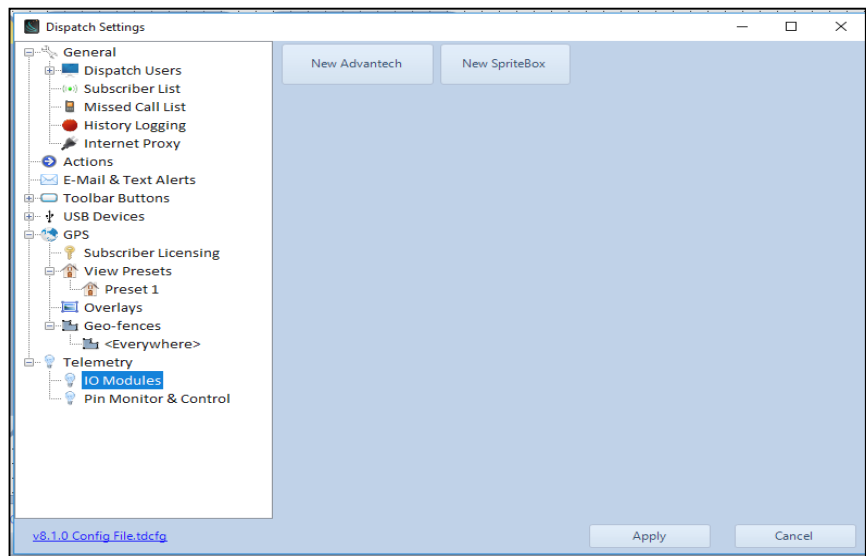 Dispatch Settings
General
Dispatch Users
Subscriber List
Missed Call List
History Logging
Internet Proxy
Actions
E-Mail & Text Alerts
Toolbar Buttons
USB Devices
GPS
Subscriber Licensing
View Presets
Preset 1
Overlays
Geo-fences
<Everywhere>
Telemetry
IO Modules
Pin Monitor & Control
New Advantech
New SpriteBox
v8.1.0 Config File.tdcfg
Apply
Cancel